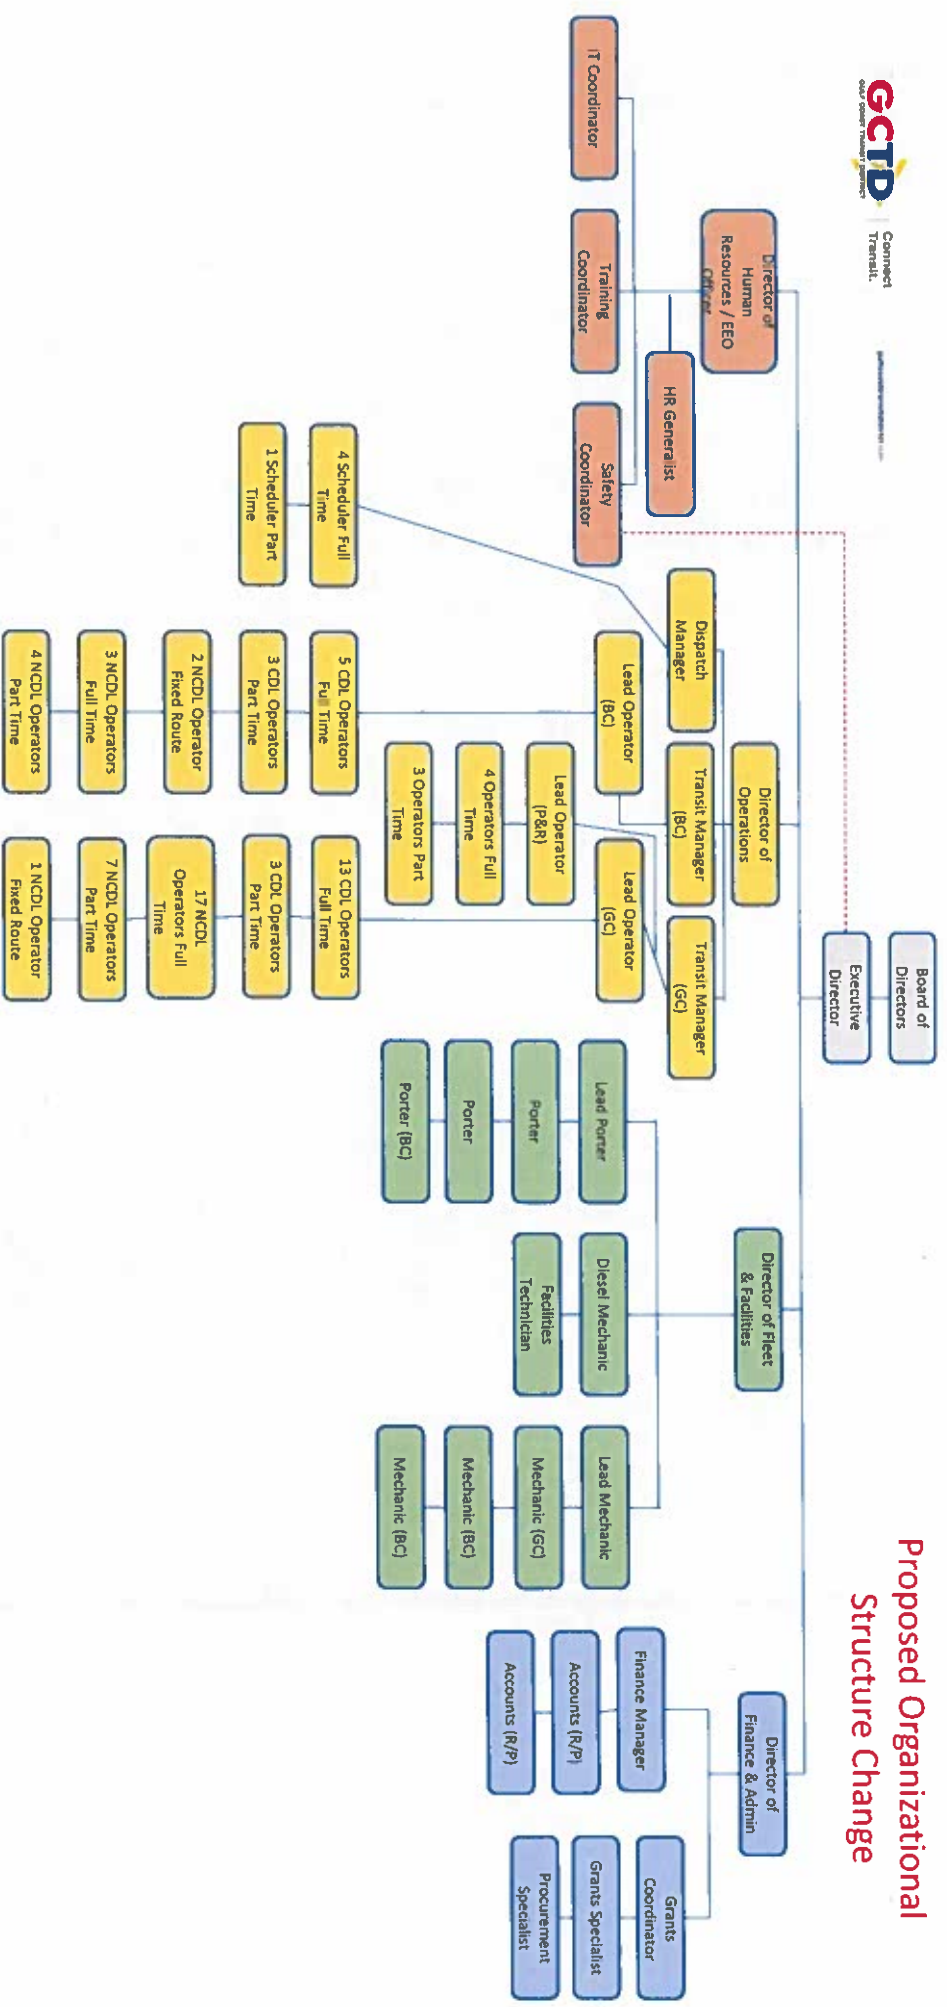 GCTD
GULF COAST TRANSIT DISTRICT
Connect
Transit.
Proposed Organizational
Structure Change
Board of
Directors
Executive
Director
Director of
Human
Resources / EEO
Officer
HR Generalist
IT Coordinator
Training
Coordinator
Safety
Coordinator
Director of
Operations
Dispatch
Manager
Transit Manager
(BC)
Transit Manager
(GC)
Lead Operator
(BC)
Lead Operator
(GC)
Lead Operator
(P&R)
4 Operators Full
Time
3 Operators Part
Time
4 Scheduler Full
Time
1 Scheduler Part
Time
5 CDL Operators
Full Time
3 CDL Operators
Part Time
2 NCDL Operator
Fixed Route
3 NCDL Operators
Full Time
4 NCDL Operators
Part Time
13 CDL Operators
Full Time
3 CDL Operators
Part Time
17 NCDL
Operators Full
Time
7 NCDL Operators
Part Time
1 NCDL Operator
Fixed Route
Director of Fleet
& Facilities
Lead Porter
Porter
Porter
Porter (BC)
Diesel Mechanic
Facilities
Technician
Lead Mechanic
Mechanic (GC)
Mechanic (BC)
Mechanic (BC)
Director of
Finance & Admin
Finance Manager
Accounts (R/P)
Accounts (R/P)
Grants
Coordinator
Grants Specialist
Procurement
Specialist